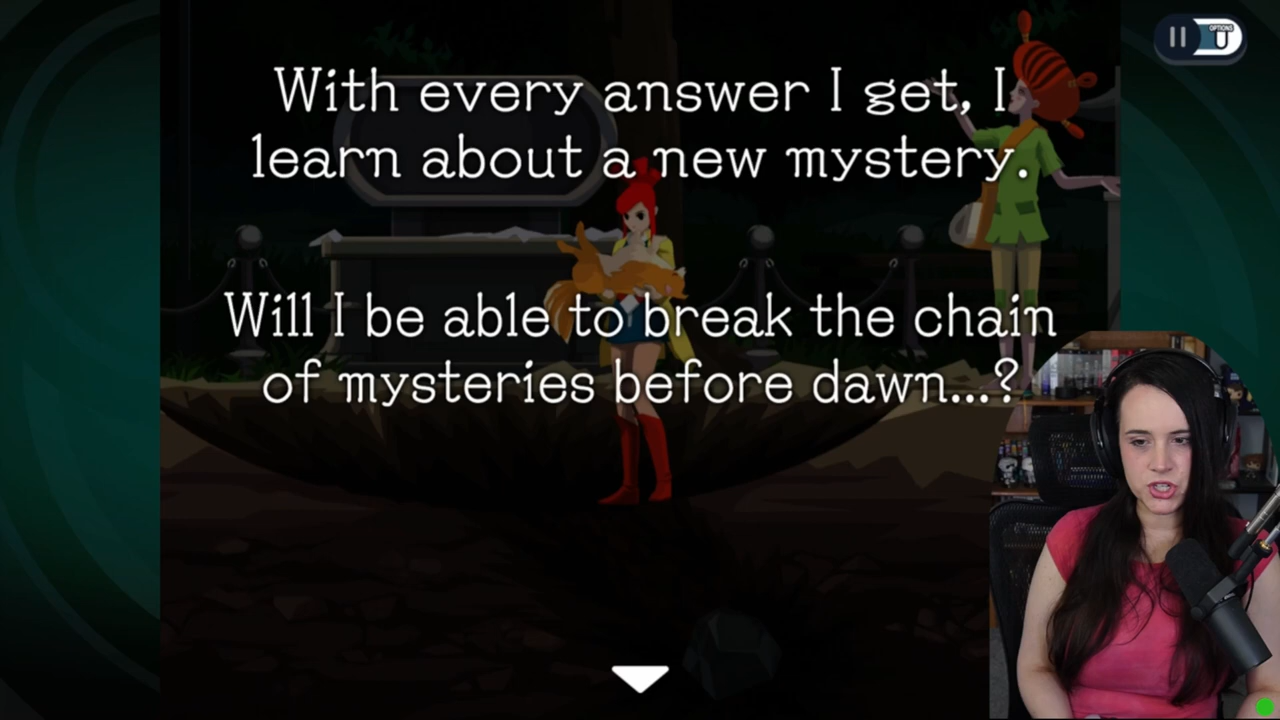 OPTIONS
With every answer I get, I
learn about a new mystery.
Will I be able to break the chain
of mysteries before dawn...?